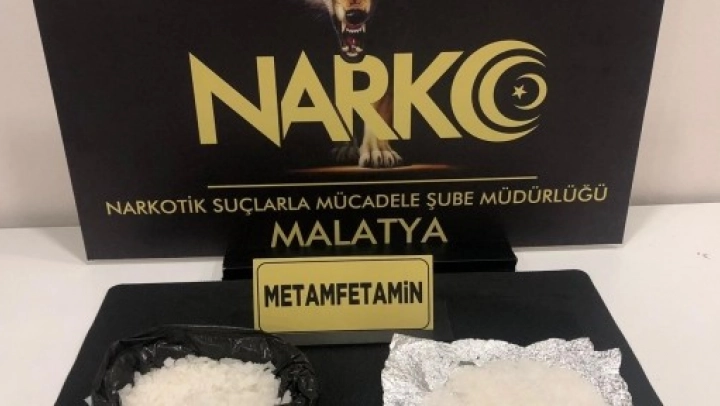 NARKO
NARKOTİK SUÇLARLA MÜCADELE ŞUBE MÜDÜRLÜĞÜ
MALATYA
METAMFETAMİN